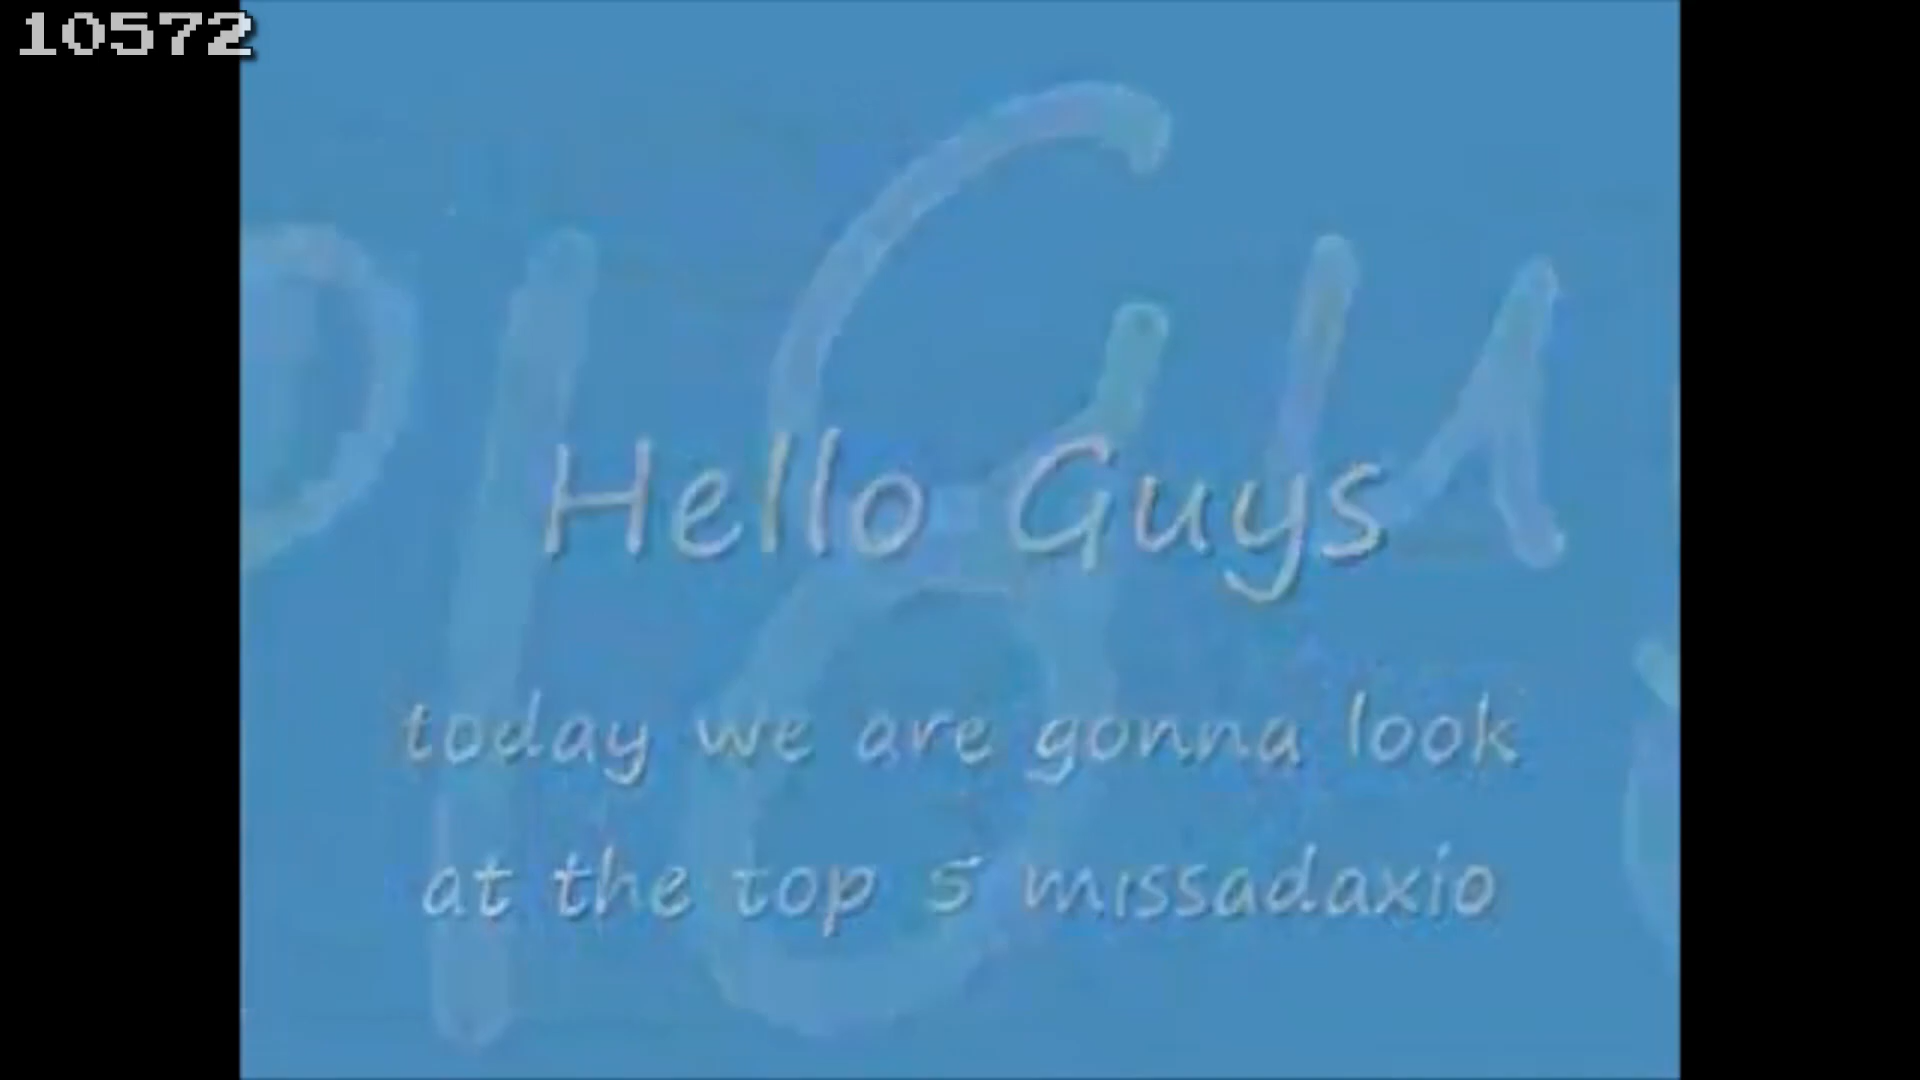 10572
Hello Guys
today we are gonna look
at the top 5 missadaxio